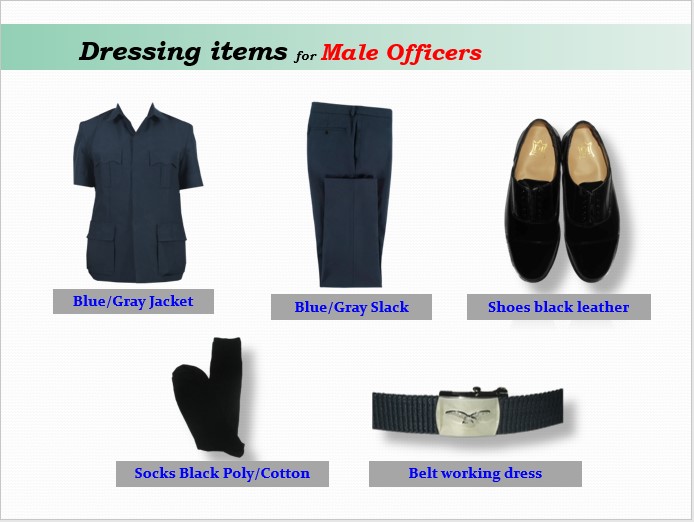 Dressing items for Male Officers
Blue/Gray Jacket
Blue/Gray Slack
Shoes black leather
Socks Black Poly/Cotton
Belt working dress